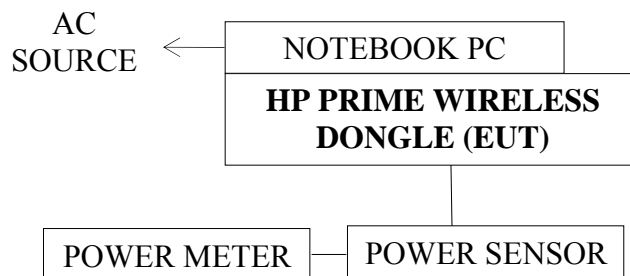 AC
SOURCE
NOTEBOOK PC
HP PRIME WIRELESS
DONGLE (EUT)
POWER METER
POWER SENSOR